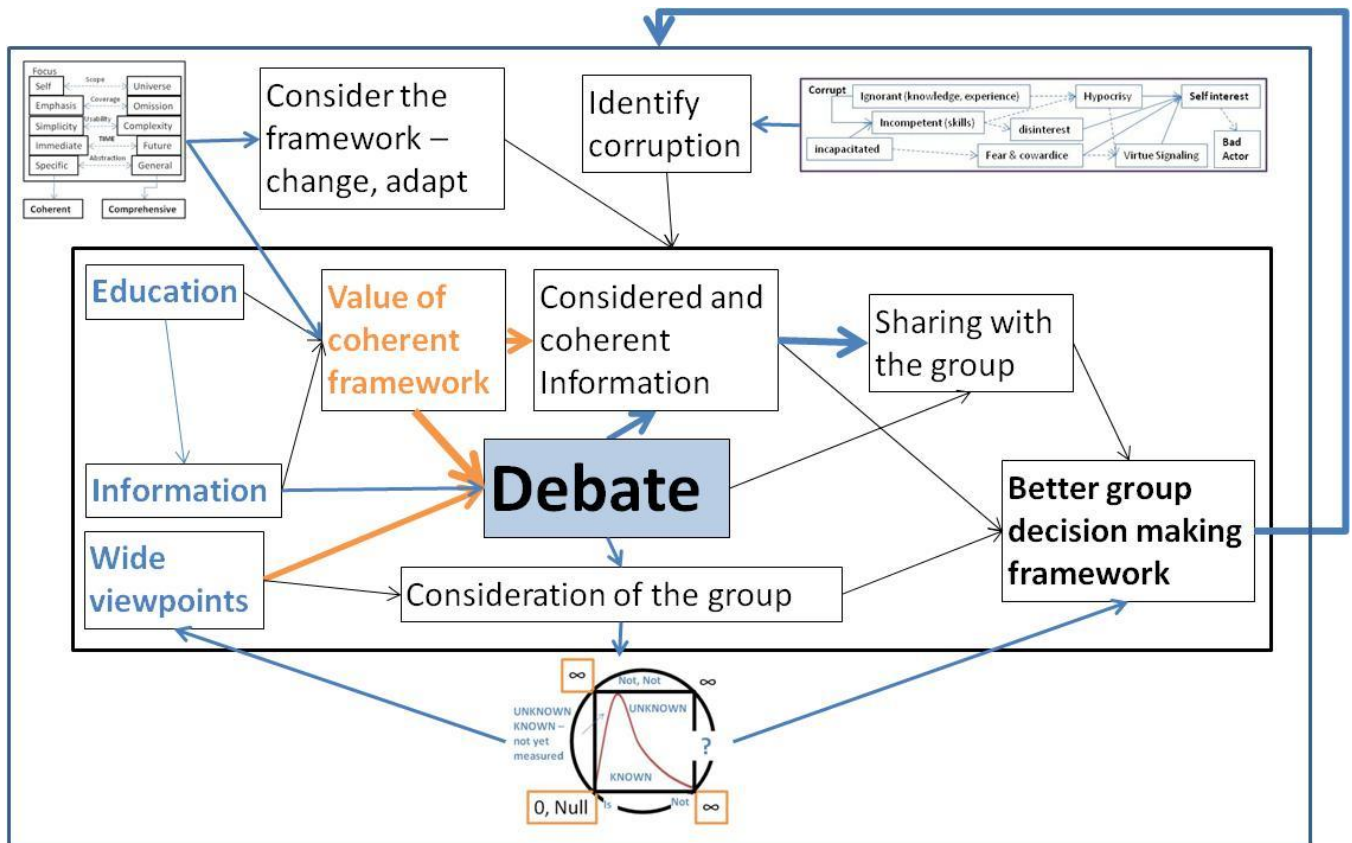 Focus
Self
Scope
Universe
Emphasis
Coverage
Omission
Simplicity
Usability
Complexity
Immediate
TIME
Future
Specific
Abstraction
General
Coherent
Comprehensive
Consider the
framework –
change, adapt
Identify
corruption
Corrupt
Ignorant (knowledge, experience)
Hypocrisy
Self interest
Incompetent (skills)
disinterest
incapacitated
Fear & cowardice
Virtue Signaling
Bad
Actor
Education
Value of
coherent
framework
Considered and
coherent
Information
Sharing with
the group
Information
Debate
Better group
decision making
framework
Wide
viewpoints
Consideration of the group
∞
Not, Not
∞
UNKNOWN
KNOWN –
not yet
measured
UNKNOWN
?
KNOWN
0, Null
Is
Not
∞